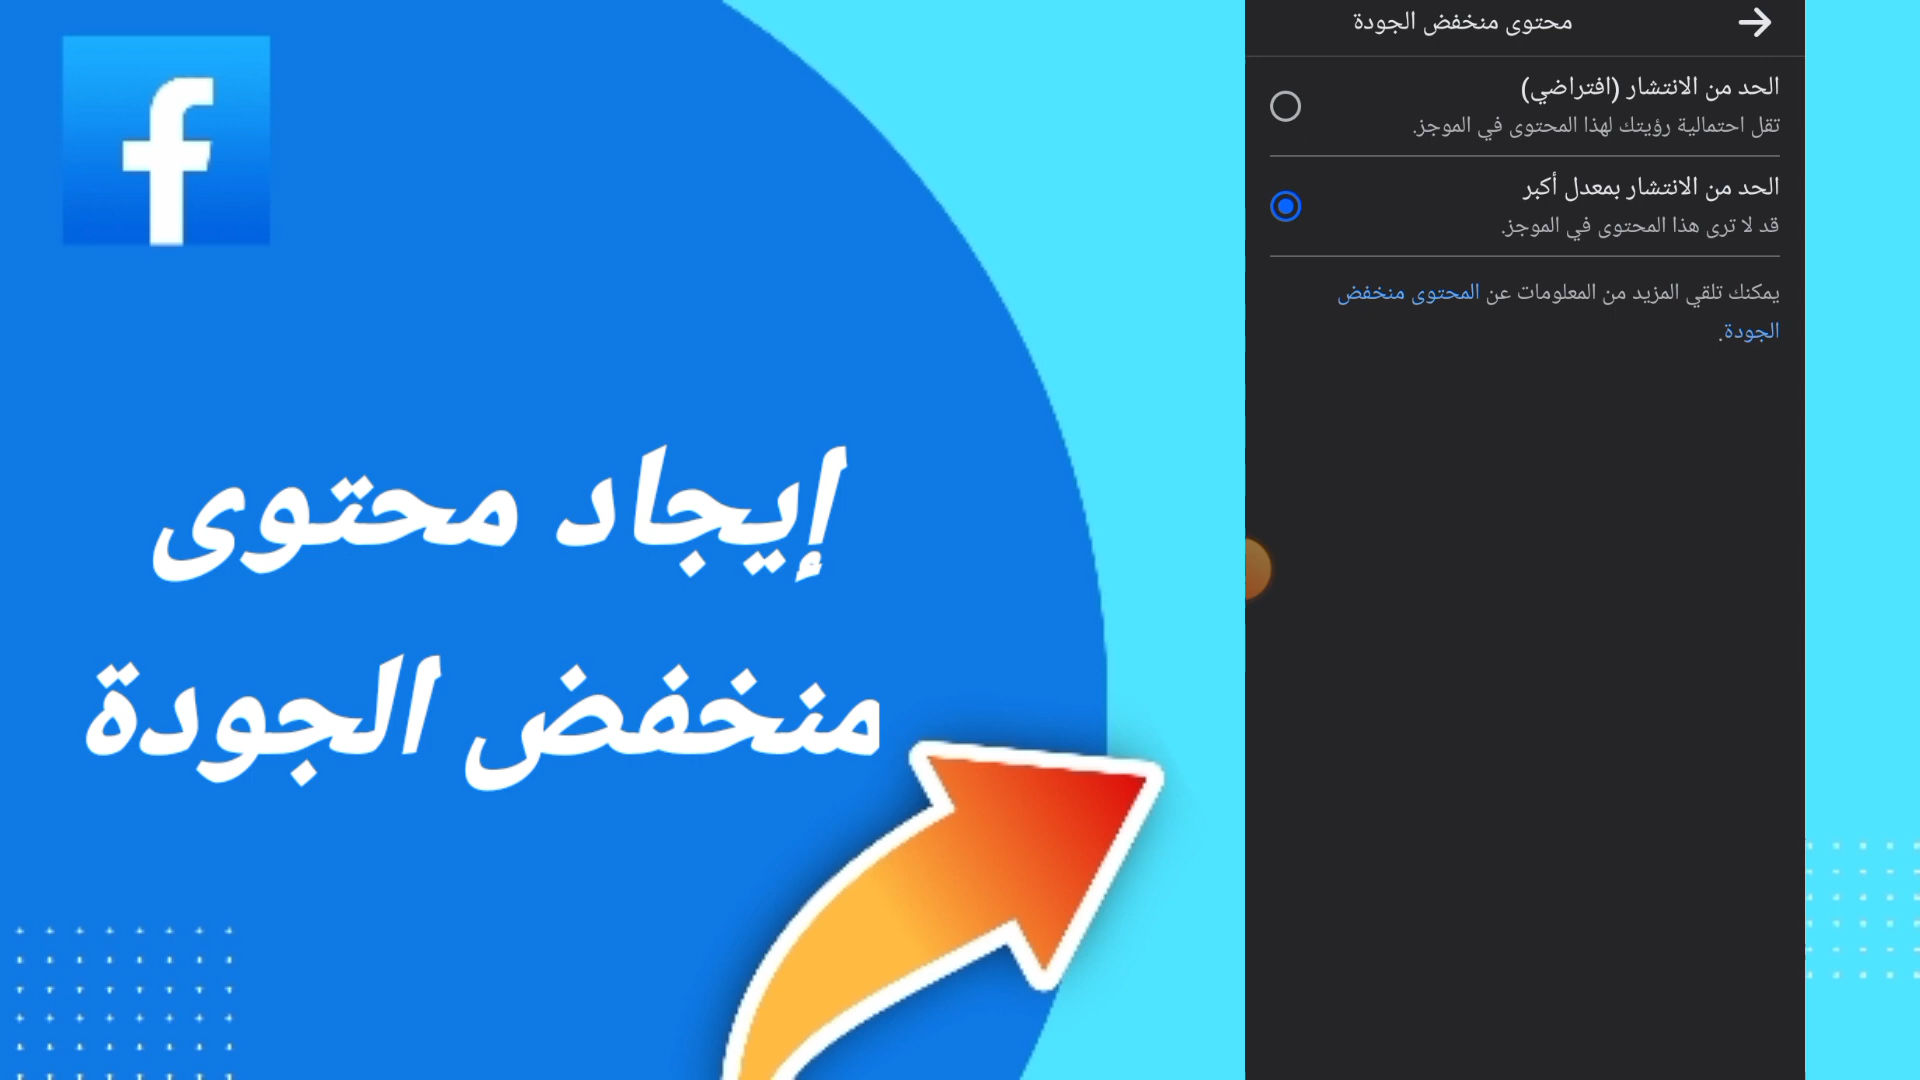 إيجاد محتوى
منخفض الجودة
محتوى منخفض الجودة
الحد من الانتشار (افتراضي)
تقل احتمالية رؤيتك لهذا المحتوى في الموجز.
الحد من الانتشار بمعدل أكبر
قد لا ترى هذا المحتوى في الموجز.
يمكنك تلقي المزيد من المعلومات عن المحتوى منخفض
الجودة.